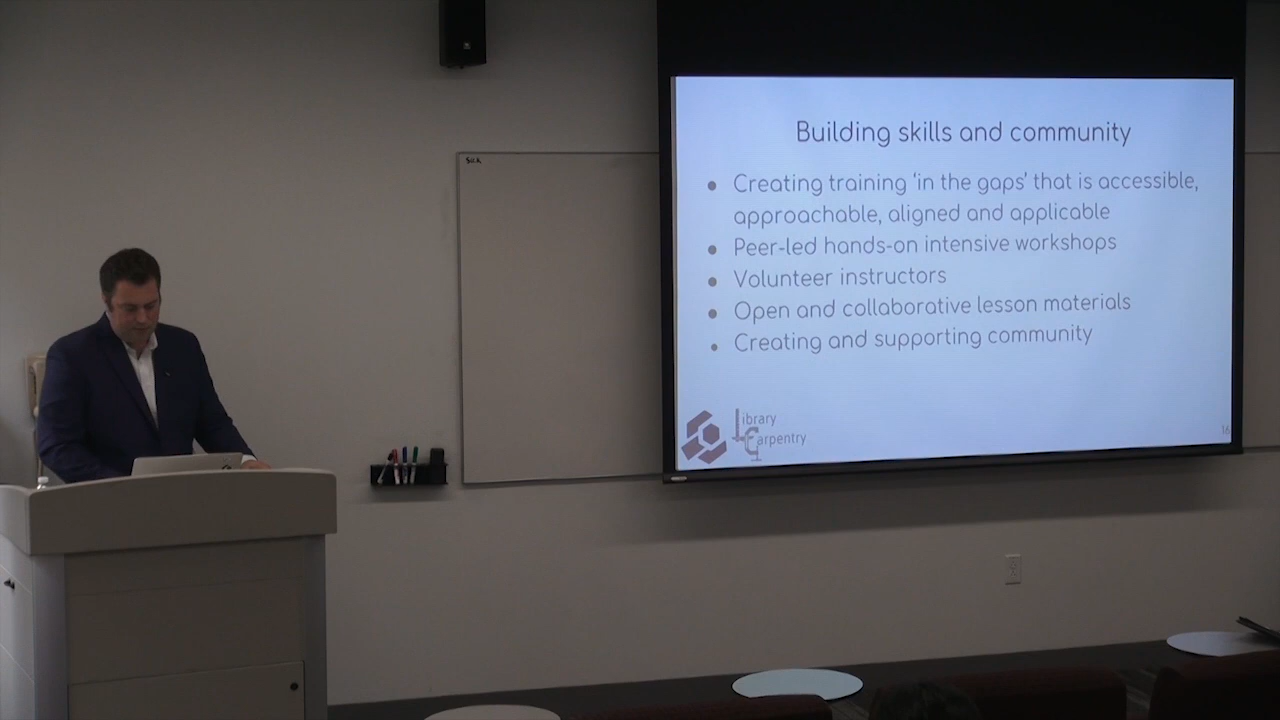 Building skills and community
• Creating training ‘in the gaps’ that is accessible,
approachable, aligned and applicable
• Peer-led hands-on intensive workshops
• Volunteer instructors
• Open and collaborative lesson materials
• Creating and supporting community
Library
Carpentry
16